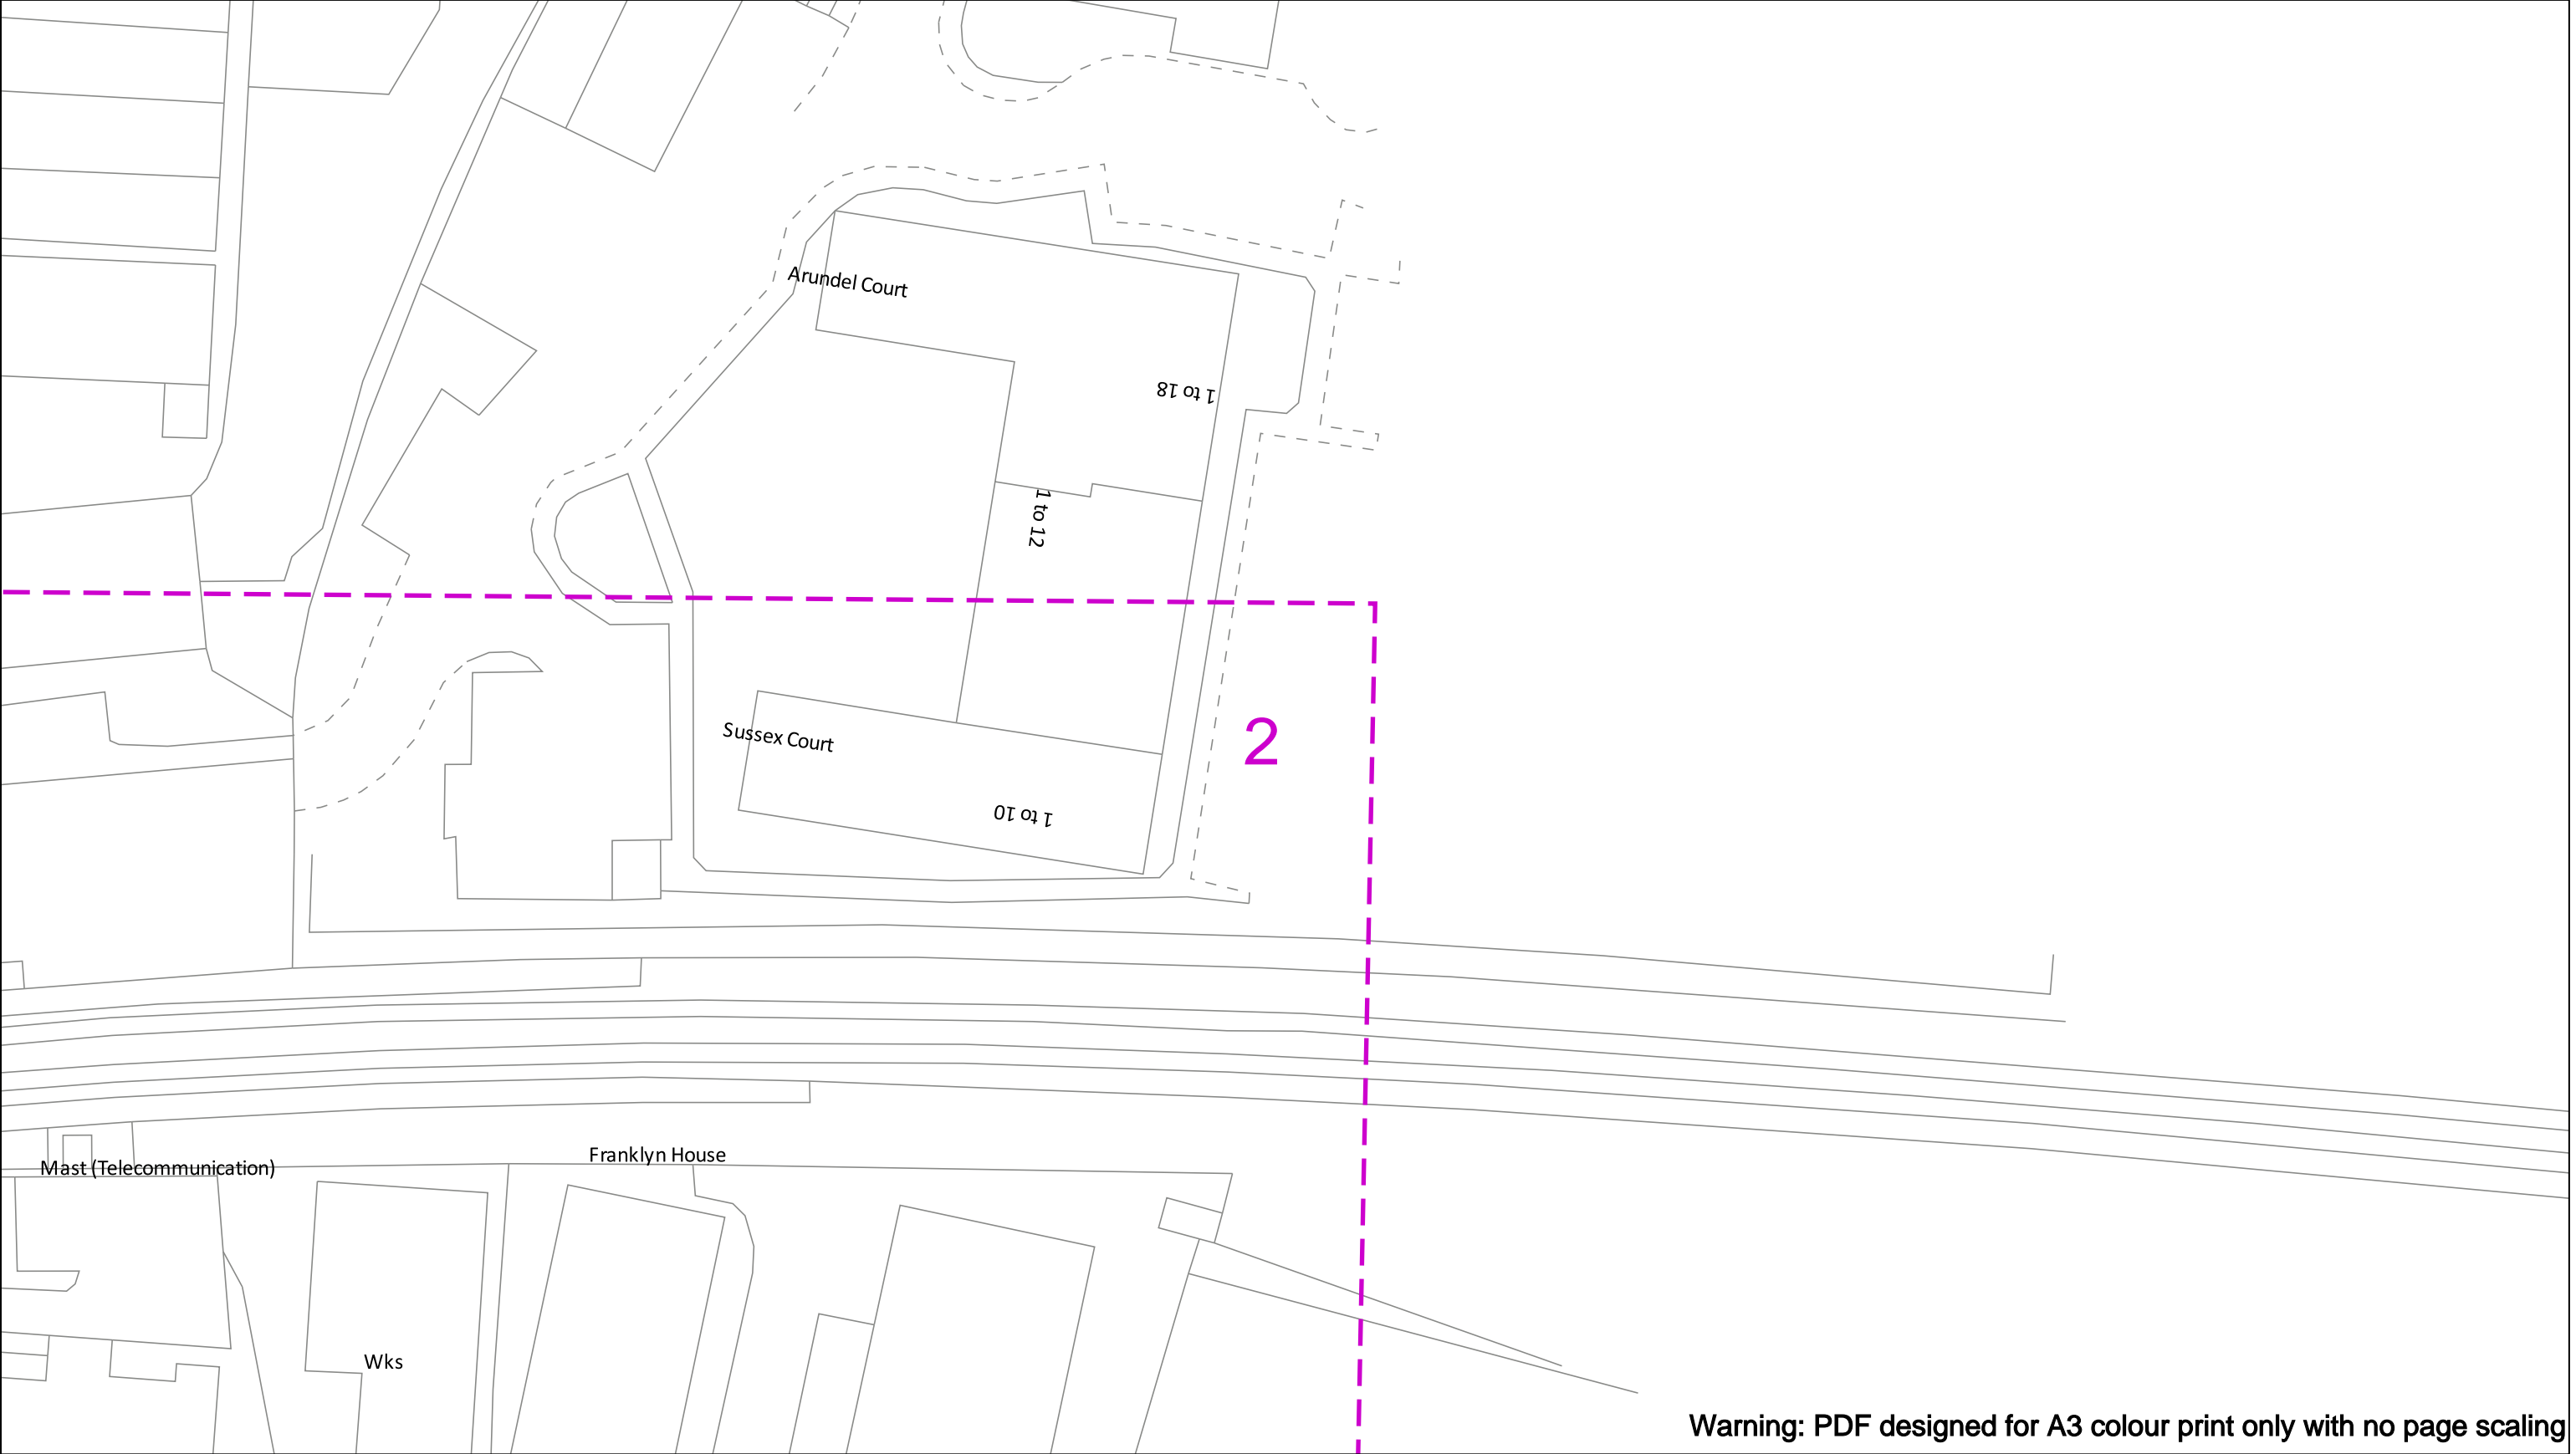 Arundel Court
1 to 18
1 to 12
Sussex Court
2
1 to 10
Franklyn House
Mast (Telecommunication)
Wks
Warning: PDF designed for A3 colour print only with no page scaling